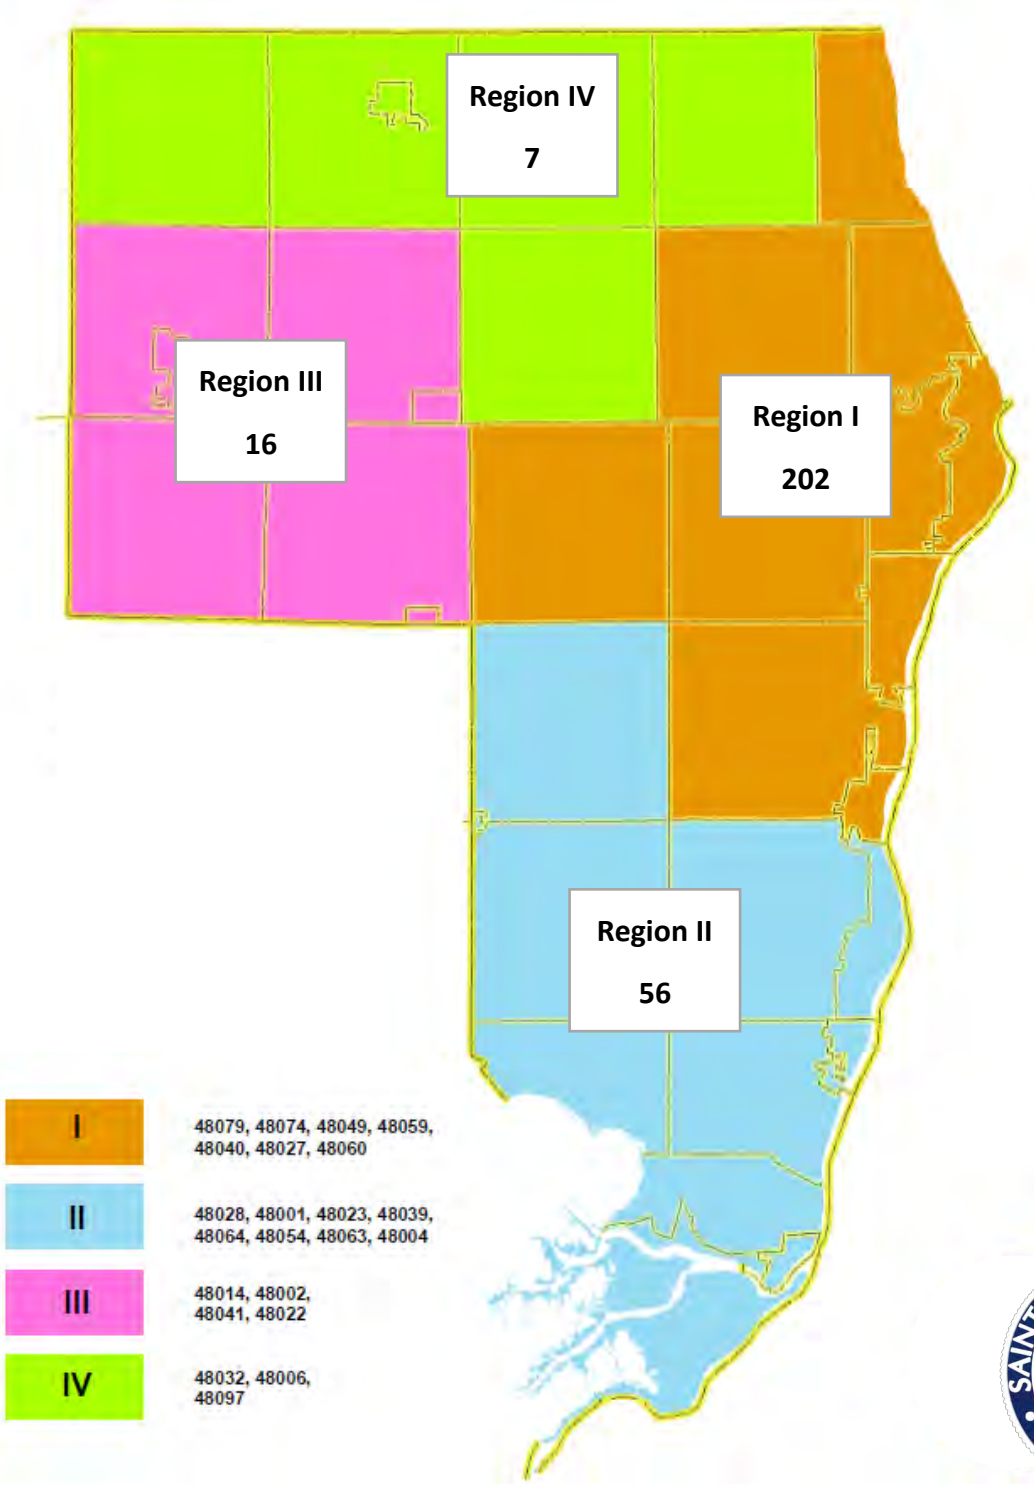 Region IV
7
Region III
16
Region I
202
Region II
56
I
48079, 48074, 48049, 48059,
48040, 48027, 48060
II
48028, 48001, 48023, 48039,
48064, 48054, 48063, 48004
III
48014, 48002,
48041, 48022
IV
48032, 48006,
48097
SAINT